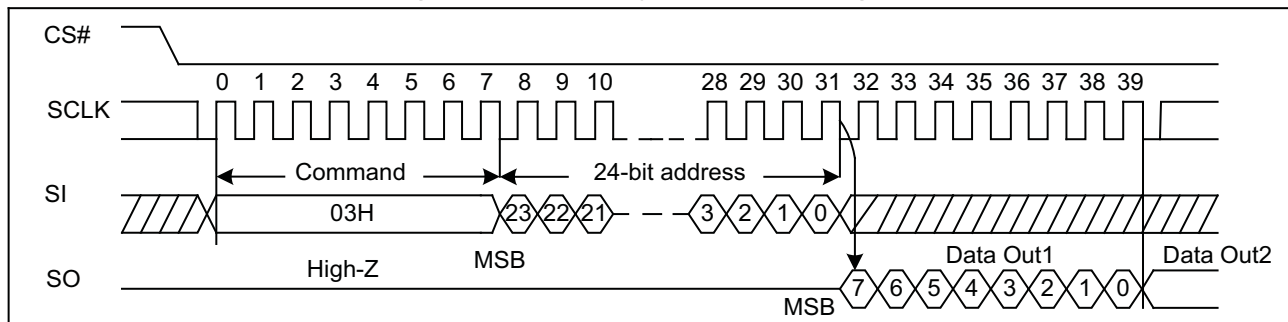 CS#
0 1 2 3 4 5 6 7 8 9 10 28 29 30 31 32 33 34 35 36 37 38 39
SCLK
Command 24-bit address
SI
03H 23 22 21 3 2 1 0
MSB
High-Z Data Out1 Data Out2
SO
7 6 5 4 3 2 1 0
MSB